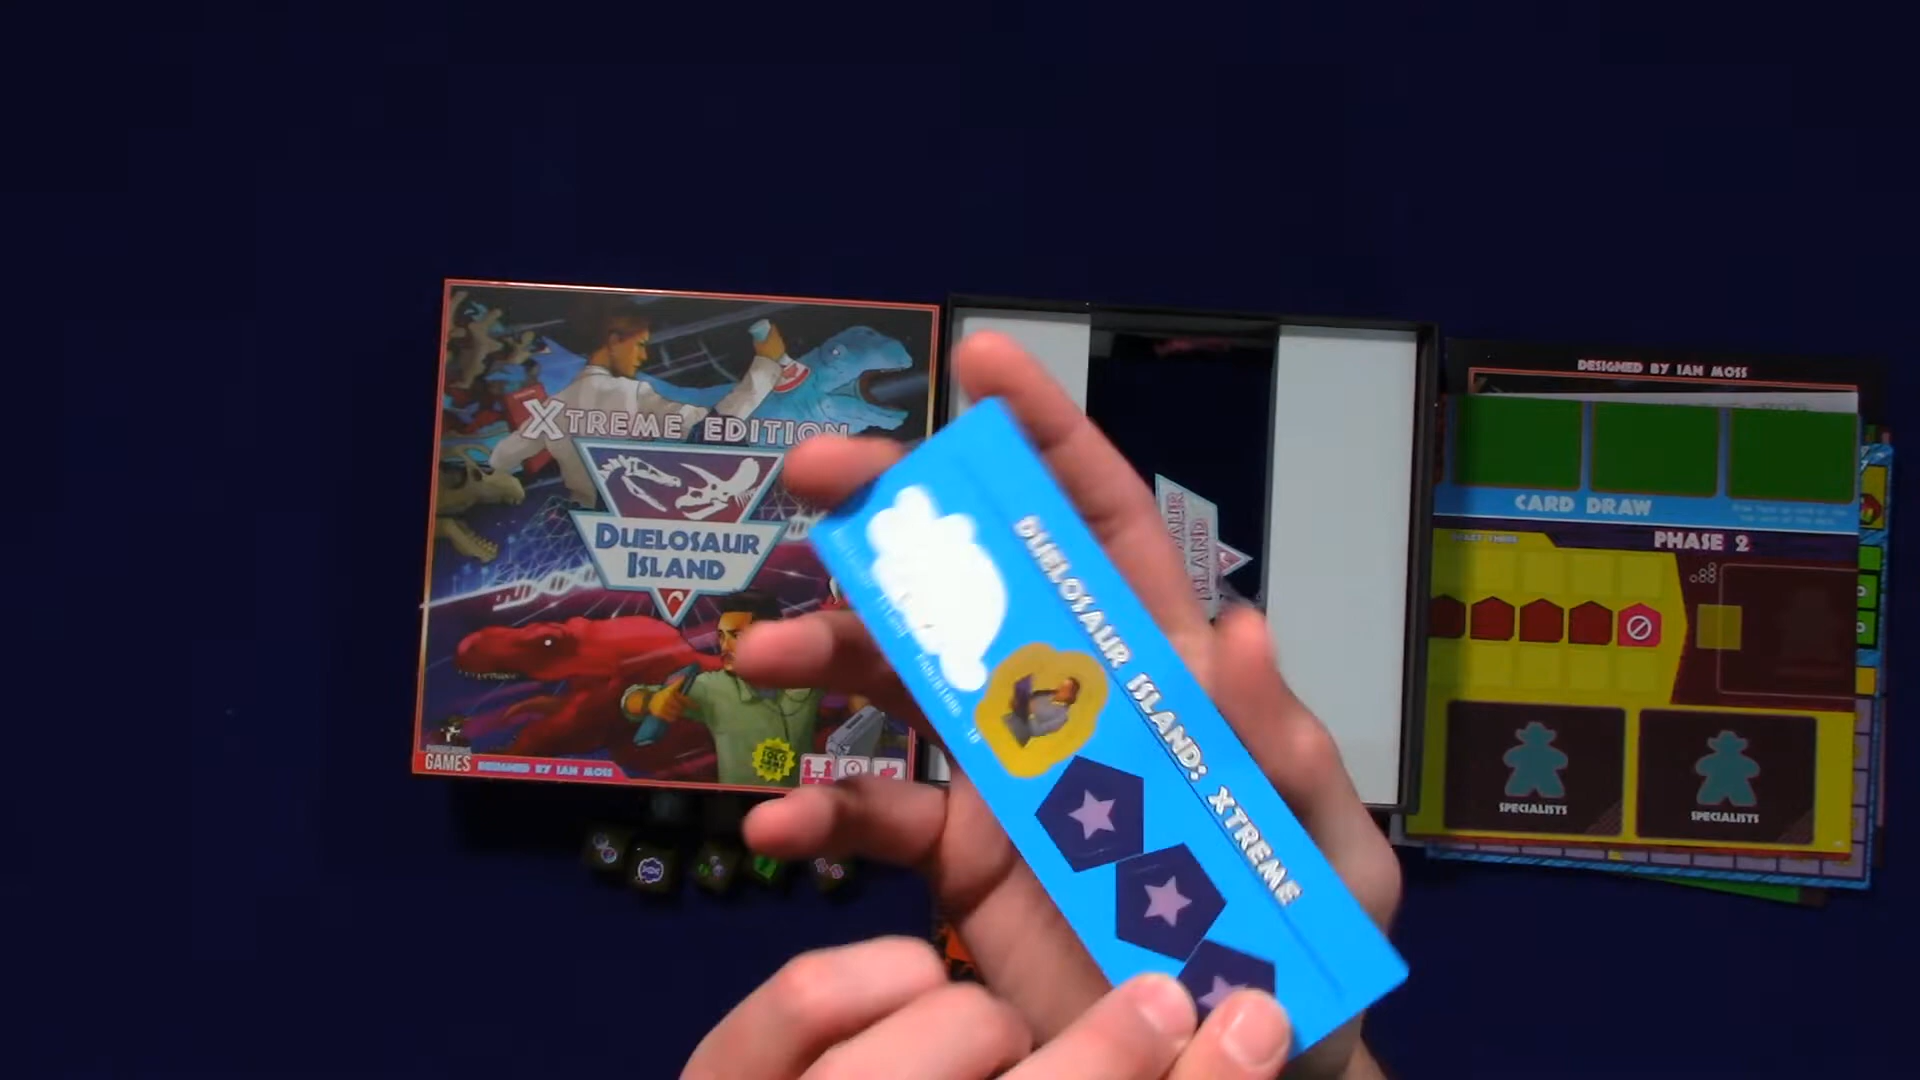 XTREME EDITION
DUELOSAUR
ISLAND
GAMES
DESIGNED BY IAN MOSS
DUELOSAUR ISLAND: XTREME
ISLAND
DESIGNED BY IAN MOSS
CARD DRAW
PHASE 2
SPECIALISTS
SPECIALISTS